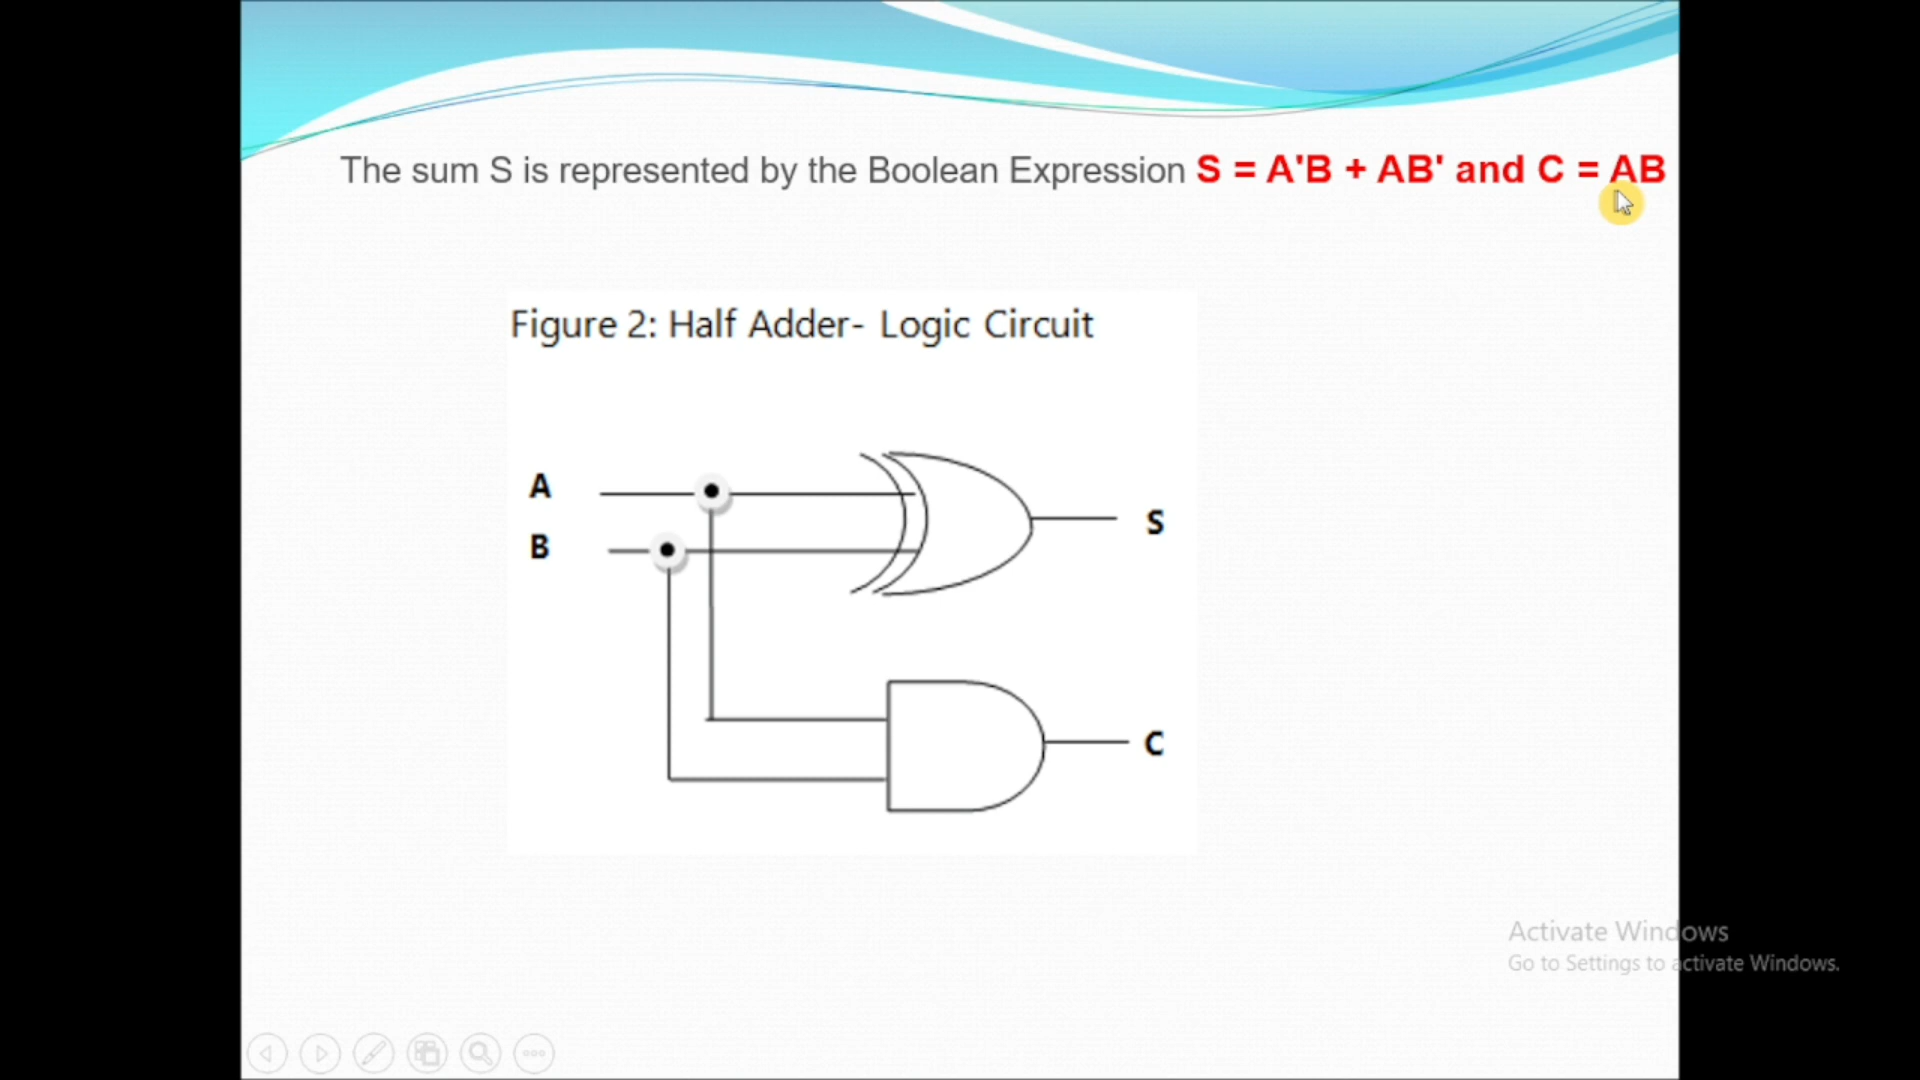 The sum S is represented by the Boolean Expression S = A'B + AB' and C = AB
Figure 2: Half Adder- Logic Circuit
A
B
S
C
Activate Windows
Go to Settings to activate Windows.